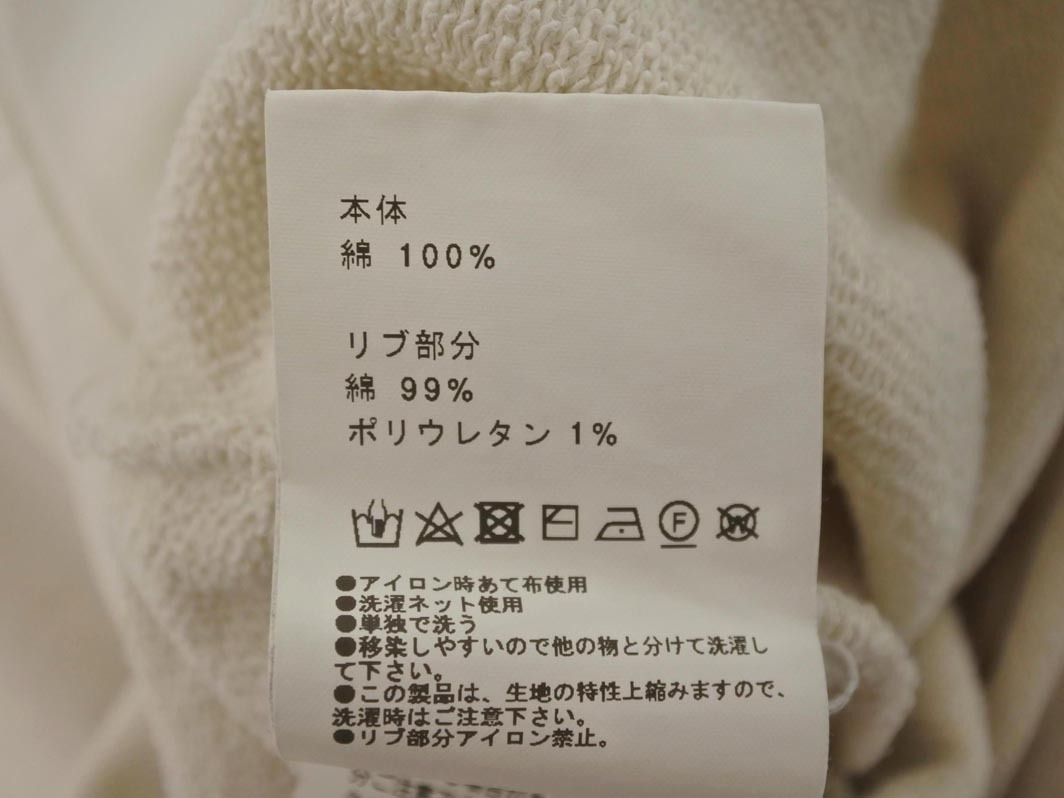 本体
綿 100%
リブ部分
綿 99%
ポリウレタン 1%
F W
●アイロン時あて布使用
●洗濯ネット使用
●単独で洗う
●移染しやすいので他の物と分けて洗濯し
て下さい。
●この製品は、生地の特性上縮みますので、
洗濯時はご注意下さい。
●リブ部分アイロン禁止。